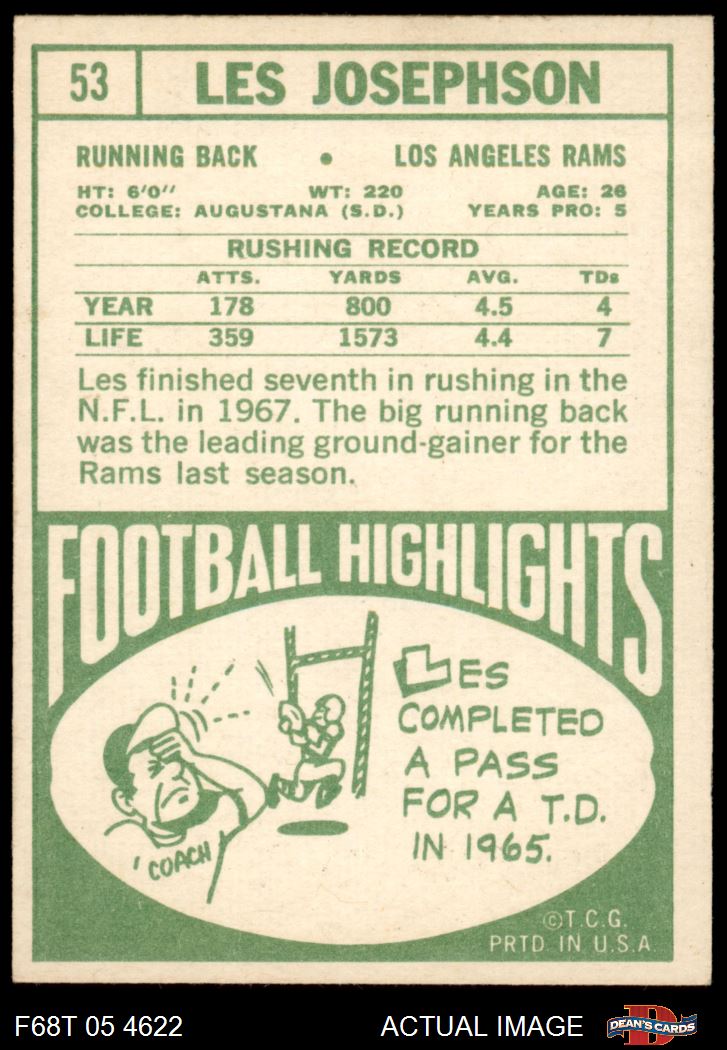 53 LES JOSEPHSON
RUNNING BACK • LOS ANGELES RAMS
HT: 6'0" WT: 220 AGE: 26
COLLEGE: AUGUSTANA (S.D.) YEARS PRO: 5
RUSHING RECORD
ATTS. YARDS AVG. TDs
YEAR 178 800 4.5 4
LIFE 359 1573 4.4 7
Les finished seventh in rushing in the
N.F.L. in 1967. The big running back
was the leading ground-gainer for the
Rams last season.
FOOTBALL HIGHLIGHTS
LES
COMPLETED
A PASS
FOR A T.D.
IN 1965.
COACH
©T.C.G.
PRTD. IN U.S.A.
F68T 05 4622 ACTUAL IMAGE D DEAN'S CARDS